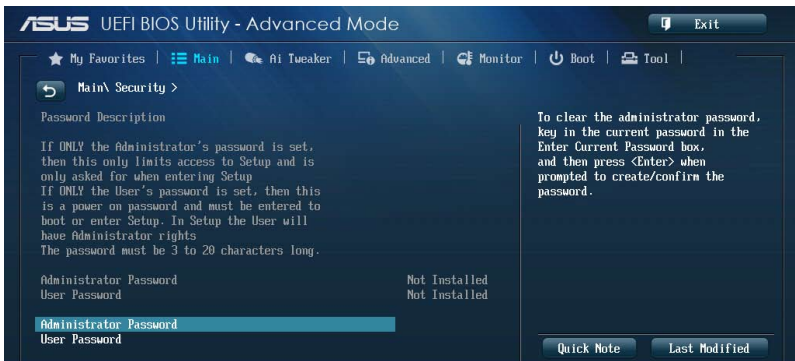 ASUS UEFI BIOS Utility - Advanced Mode
Exit
My Favorites | Main | Ai Tweaker | Advanced | Monitor | Boot | Tool |
Main\ Security >
Password Description
If ONLY the Administrator's password is set,
then this only limits access to Setup and is
only asked for when entering Setup
If ONLY the User's password is set, then this
is a power on password and must be entered to
boot or enter Setup. In Setup the User will
have Administrator rights
The password must be 3 to 20 characters long.
Administrator Password Not Installed
User Password Not Installed
Administrator Password
User Password
To clear the administrator password,
key in the current password in the
Enter Current Password box,
and then press <Enter> when
prompted to create/confirm the
password.
Quick Note Last Modified